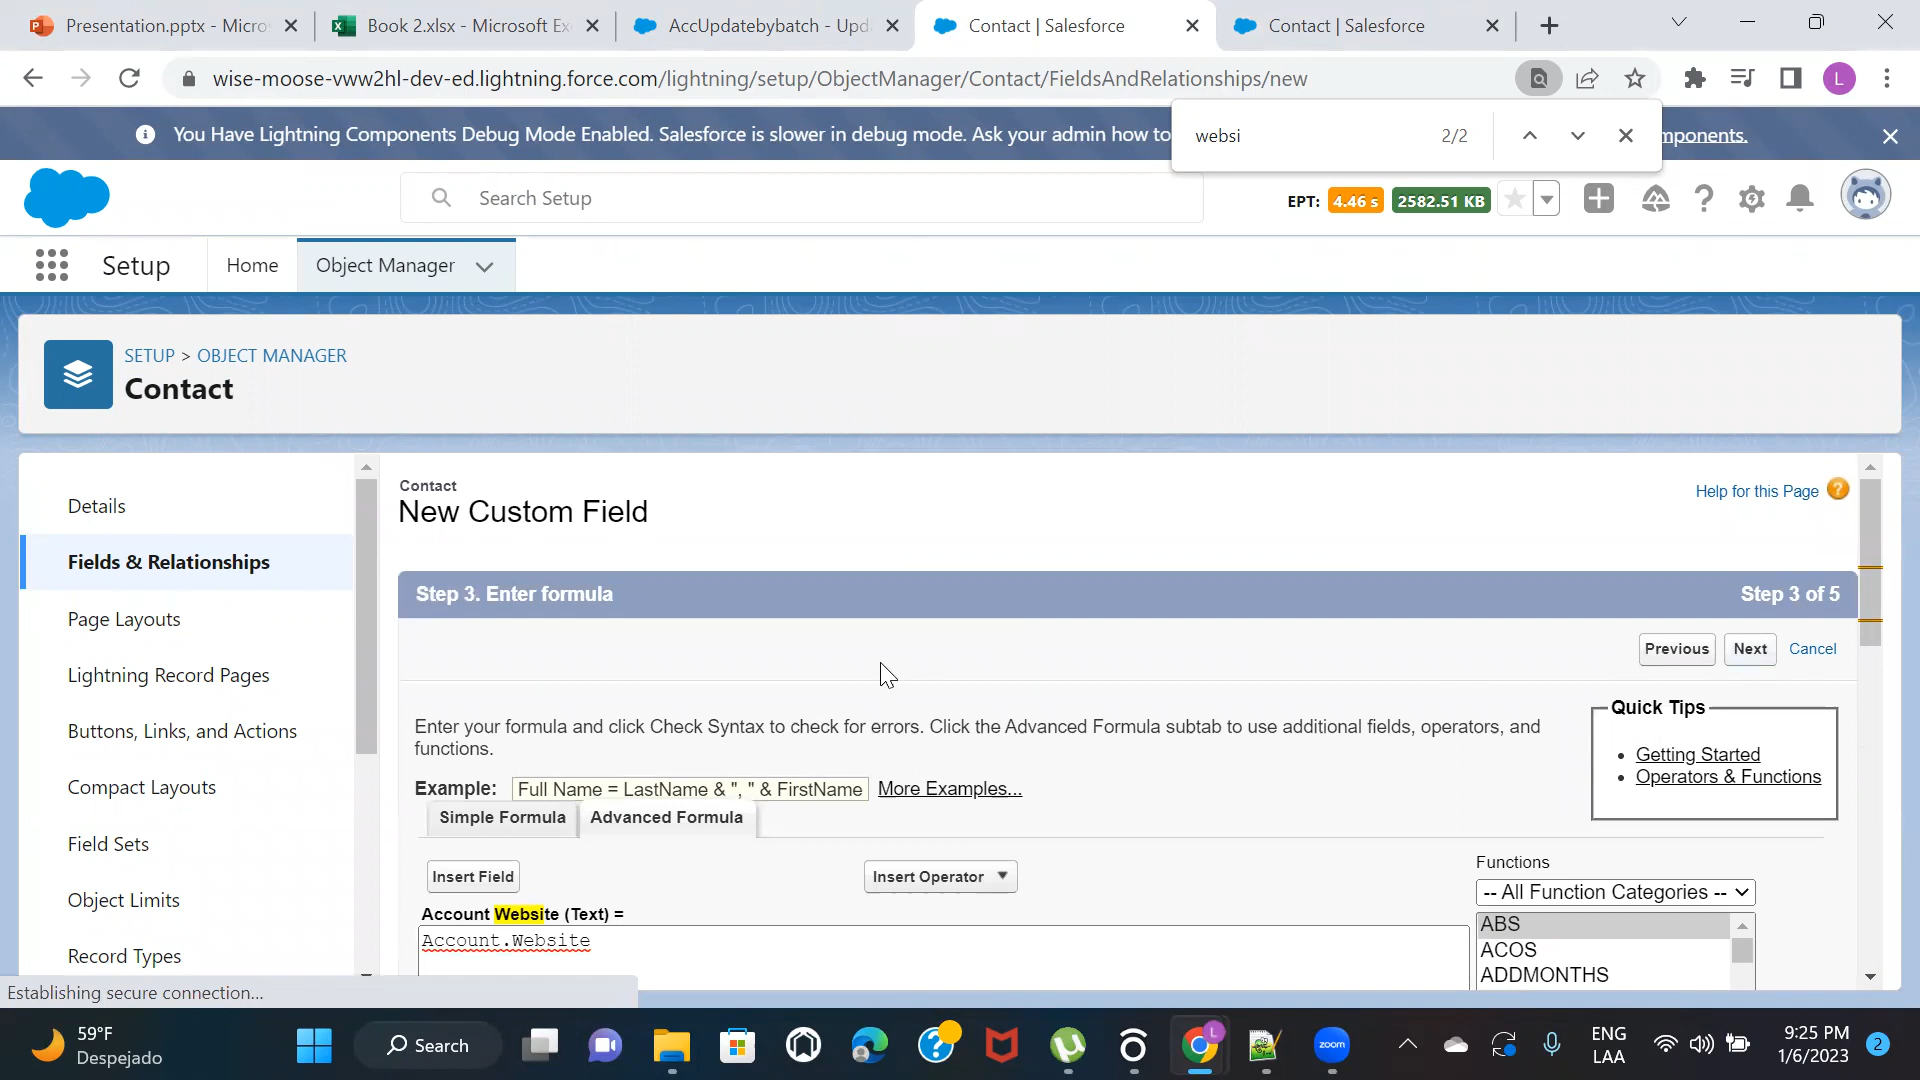 Presentation.pptx - Micro
Book 2.xlsx - Microsoft Ex
AccUpdatebybatch - Upd
Contact | Salesforce
Contact | Salesforce
wise-moose-vww2hl-dev-ed.lightning.force.com/lightning/setup/ObjectManager/Contact/FieldsAndRelationships/new
L
You Have Lightning Components Debug Mode Enabled. Salesforce is slower in debug mode. Ask your admin how to
mponents.
websi
2/2
Search Setup
EPT:
4.46 s
2582.51 KB
Setup
Home
Object Manager
SETUP > OBJECT MANAGER
Contact
Details
Fields & Relationships
Page Layouts
Lightning Record Pages
Buttons, Links, and Actions
Compact Layouts
Field Sets
Object Limits
Record Types
Contact
New Custom Field
Help for this Page
Step 3. Enter formula
Step 3 of 5
Previous
Next
Cancel
Enter your formula and click Check Syntax to check for errors. Click the Advanced Formula subtab to use additional fields, operators, and
functions.
Quick Tips
Getting Started
Operators & Functions
Example:
Full Name = LastName & ", " & FirstName
More Examples...
Simple Formula
Advanced Formula
Insert Field
Insert Operator
Functions
-- All Function Categories --
ABS
ACOS
ADDMONTHS
Account Website (Text) =
Account.Website
Establishing secure connection...
59°F
Despejado
Search
L
zoom
ENG
LAA
9:25 PM
1/6/2023
2